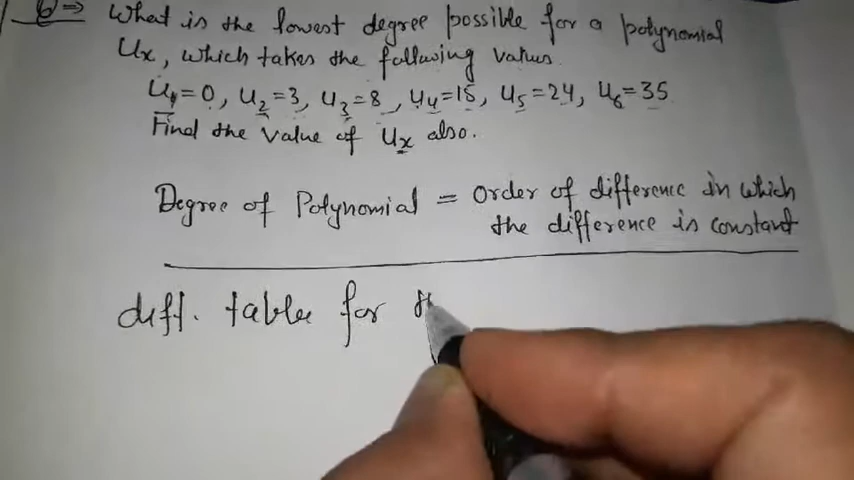 6⇒ What is the lowest degree possible for a polynomial
Ux, which takes the following values.
U1=0, U2=3, U3=8, U4=15, U5=24, U6=35
Find the value of Ux also.
Degree of Polynomial = Order of difference in which
the difference is constant
diff. table for